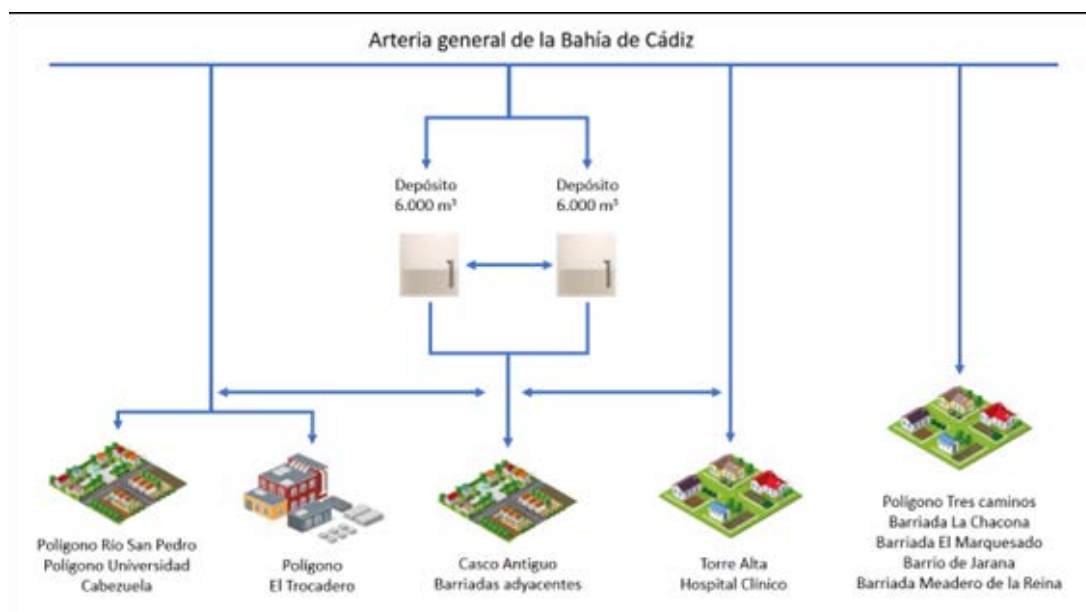 Arteria general de la Bahía de Cádiz
Depósito
6.000 m³
Depósito
6.000 m³
Polígono Río San Pedro
Polígono Universidad
Cabezuela
Polígono
El Trocadero
Casco Antiguo
Barriadas adyacentes
Torre Alta
Hospital Clínico
Polígono Tres caminos
Barriada La Chacona
Barriada El Marquesado
Barrio de Jarana
Barriada Meadero de la Reina